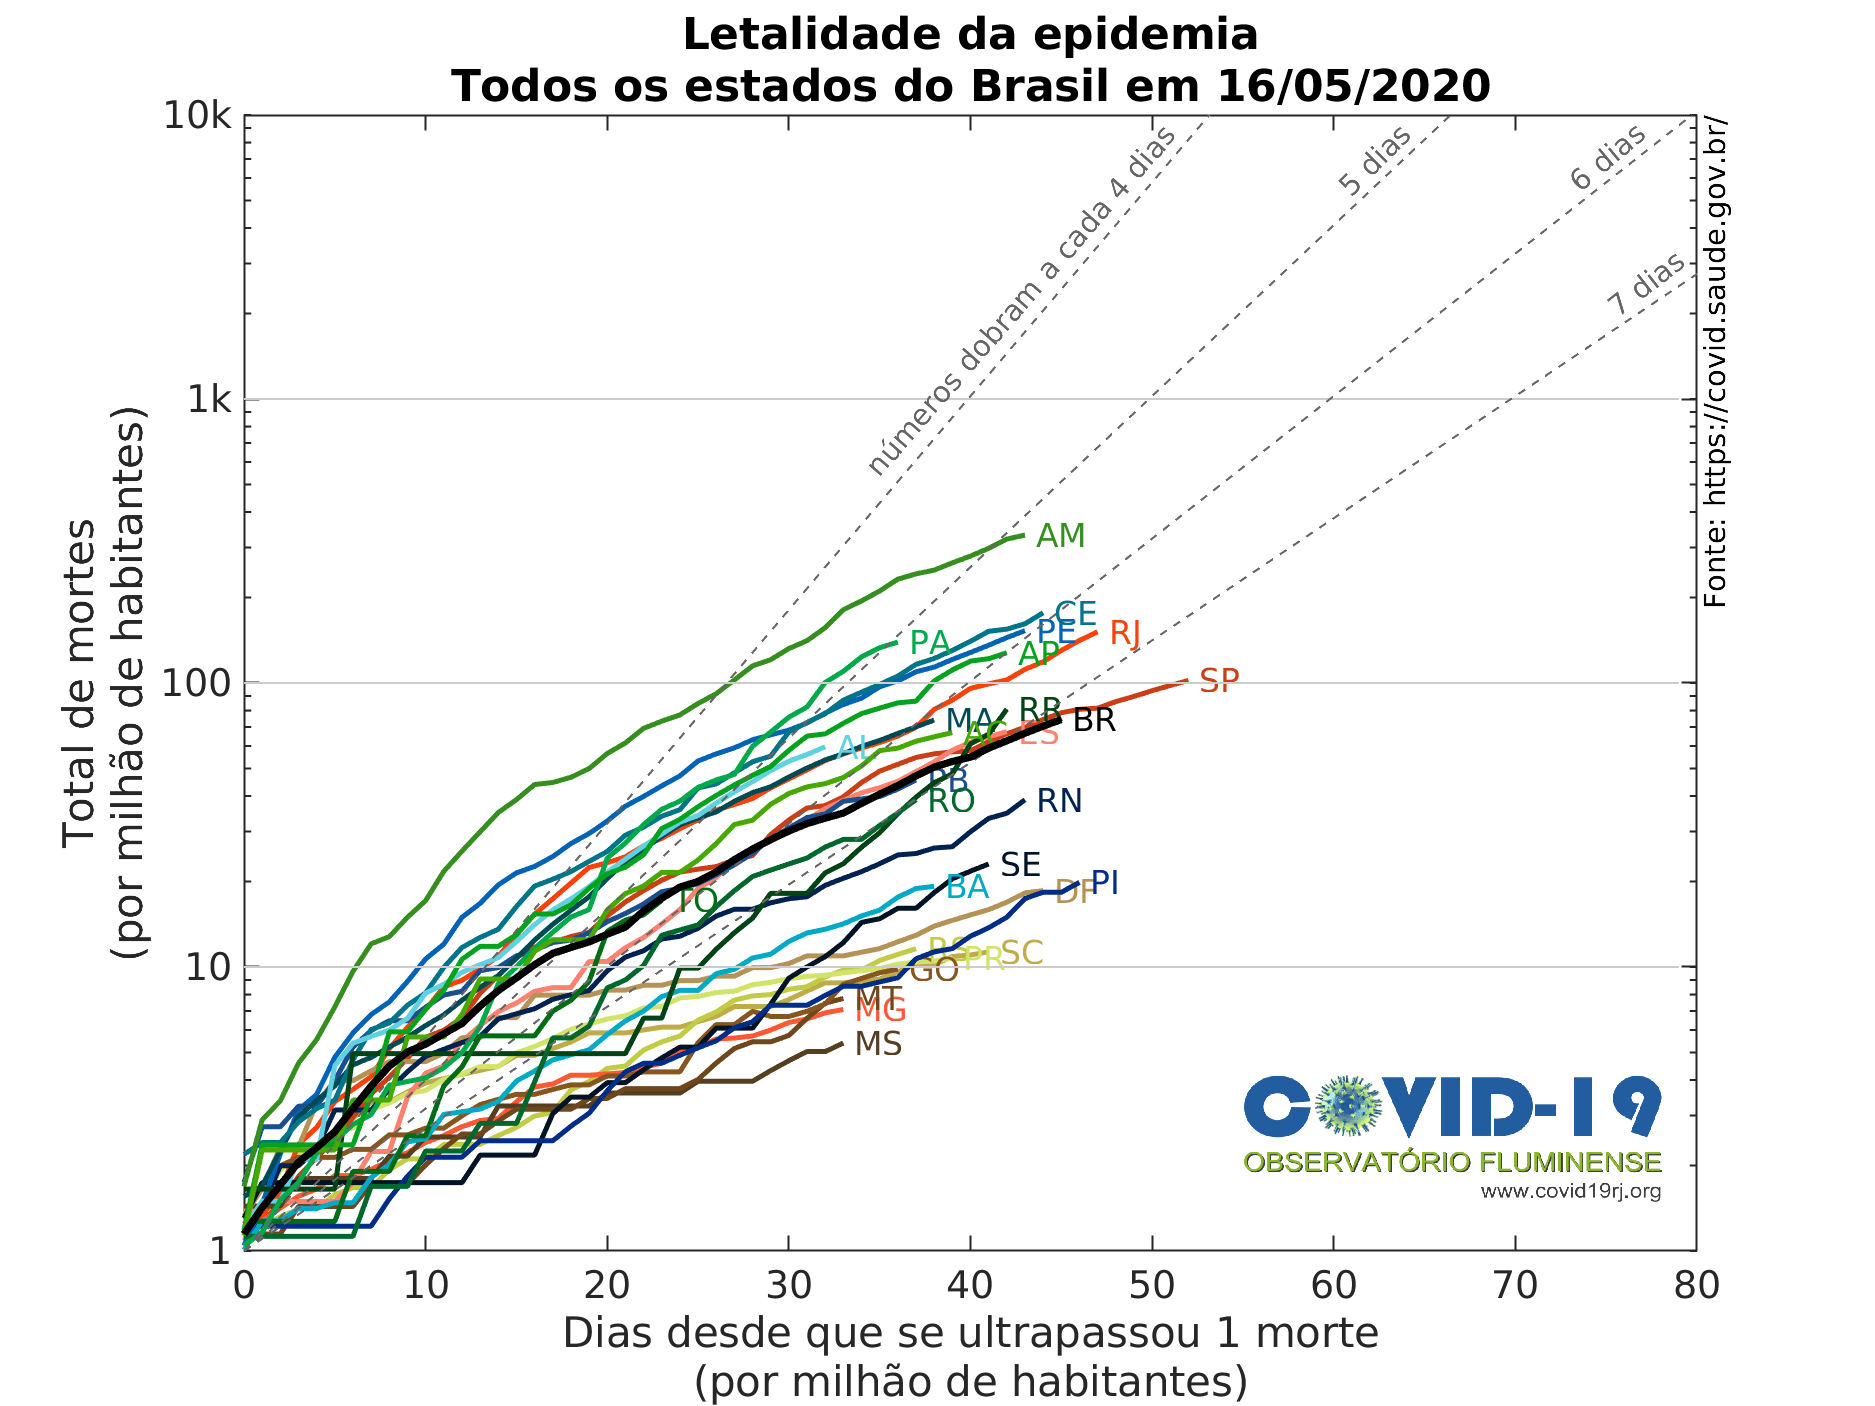 Letalidade da epidemia
Todos os estados do Brasil em 16/05/2020
10k
1k
100
10
1
Total de mortes
(por milhão de habitantes)
0 10 20 30 40 50 60 70 80
Dias desde que se ultrapassou 1 morte
(por milhão de habitantes)
números dobram a cada 4 dias
5 dias
6 dias
7 dias
Fonte: https://covid.saude.gov.br/
AM
CE
PE
RJ
PA
AP
SP
RR
MA
BR
AC
ES
AL
PB
RO
RN
SE
PI
BA
DF
TO
RS
PR
SC
GO
MT
MG
MS
COVID-19
OBSERVATÓRIO FLUMINENSE
www.covid19rj.org